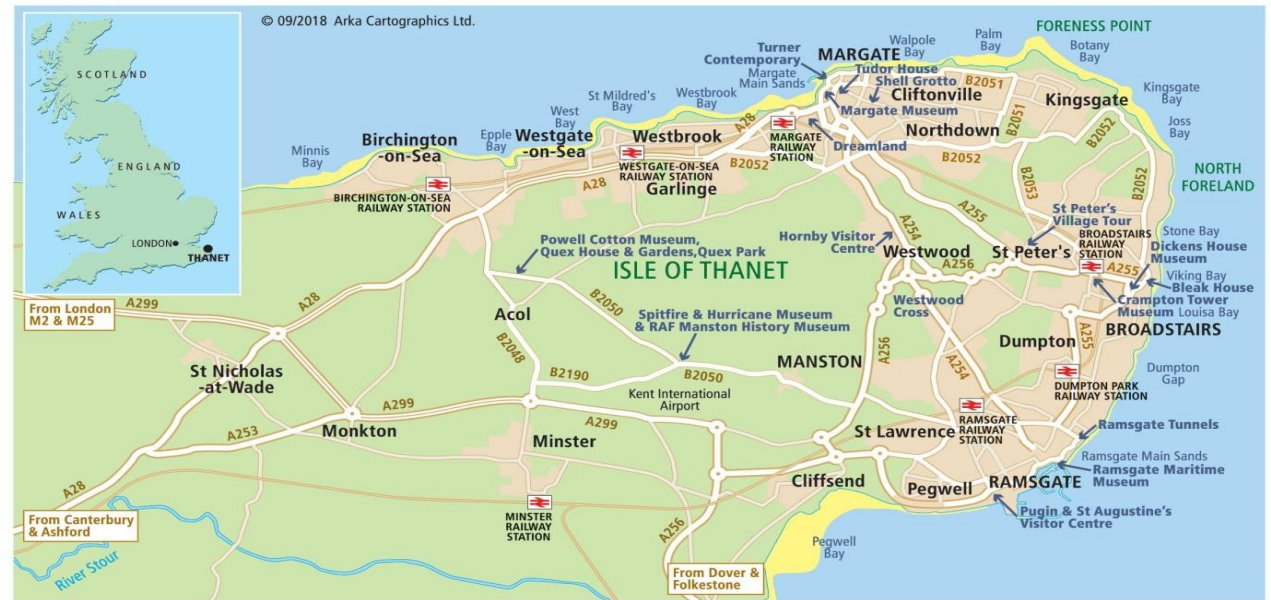 © 09/2018 Arka Cartographics Ltd.
SCOTLAND
ENGLAND
WALES
LONDON
THANET
FORENESS POINT
Walpole
Bay
Palm
Bay
Botany
Bay
Turner
Contemporary
MARGATE
Margate
Main Sands
Tudor House
Shell Grotto
B2051
Cliftonville
Kingsgate
Kingsgate
Bay
Margate Museum
B2051
Joss
Bay
St Mildred's
Bay
Westbrook
Bay
West
Bay
Epple
Bay
Minnis
Bay
Birchington
-on-Sea
Westgate
-on-Sea
Westbrook
A28
MARGATE
RAILWAY
STATION
Dreamland
Northdown
B2052
B2052
B2052
WESTGATE-ON-SEA
RAILWAY STATION
Garlinge
A28
B2052
BIRCHINGTON-ON-SEA
RAILWAY STATION
NORTH
FORELAND
B2053
B2052
A255
A254
St Peter's
Village Tour
BROADSTAIRS
RAILWAY
STATION
Stone Bay
Dickens House
Museum
Hornby Visitor
Centre
Westwood
A256
St Peter's
A255
Viking Bay
Bleak House
Powell Cotton Museum,
Quex House & Gardens,Quex Park
ISLE OF THANET
Westwood
Cross
Crampton Tower
Museum
Louisa Bay
BROADSTAIRS
From London
M2 & M25
A299
A28
B2050
Acol
Spitfire & Hurricane Museum
& RAF Manston History Museum
Dumpton
A255
A256
A254
MANSTON
B2048
St Nicholas
-at-Wade
B2190
B2050
Kent International
Airport
Dumpton
Gap
DUMPTON PARK
RAILWAY STATION
A299
A299
A253
Monkton
Minster
St Lawrence
RAMSGATE
RAILWAY
STATION
Ramsgate Tunnels
Ramsgate Main Sands
Ramsgate Maritime
Museum
Cliffsend
Pegwell
RAMSGATE
A28
From Canterbury
& Ashford
MINSTER
RAILWAY
STATION
A256
Pugin & St Augustine's
Visitor Centre
Pegwell
Bay
River Stour
From Dover &
Folkestone